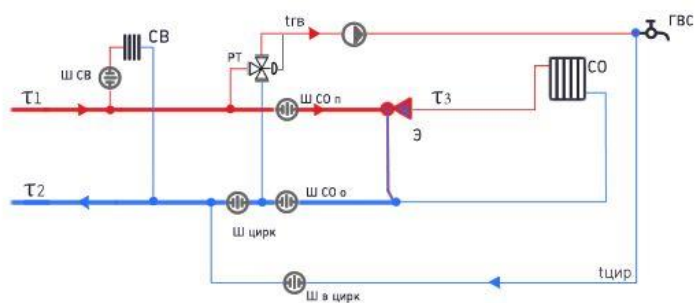 tгв
ГВС
СВ
РТ
Ш СВ
СО
τ1
Ш СО п
τ3
Э
τ2
Ш СО о
Ш цирк
tцир
Ш в цирк